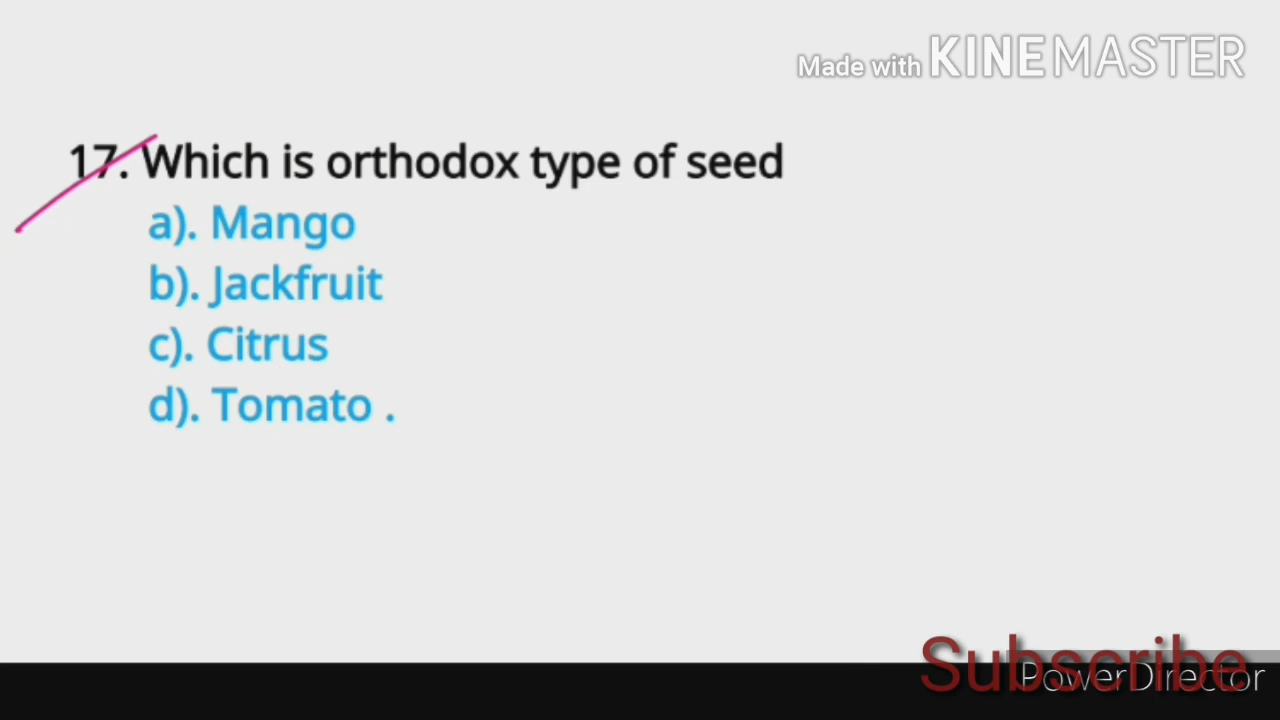 Made with KINEMASTER
17. Which is orthodox type of seed
a). Mango
b). Jackfruit
c). Citrus
d). Tomato .
Subscribe
PowerDirector